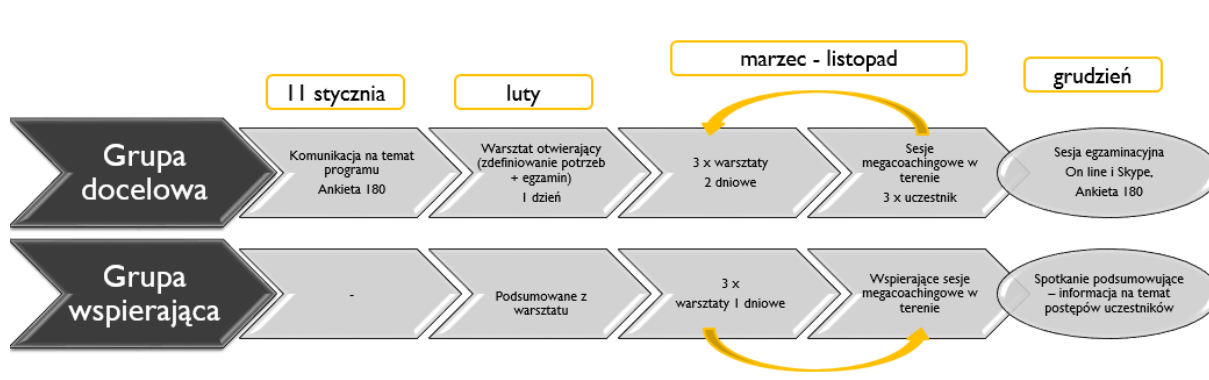 11 stycznia
luty
marzec - listopad
grudzień
Grupa
docelowa
Komunikacja na temat
programu
Ankieta 180
Warsztat otwierający
(zdefiniowanie potrzeb
+ egzamin)
1 dzień
3 x warsztaty
2 dniowe
Sesje
megacoachingowe w
terenie
3 x uczestnik
Sesja egzaminacyjna
On line i Skype,
Ankieta 180
Grupa
wspierająca
-
Podsumowane z
warsztatu
3 x
warsztaty 1 dniowe
Wspierające sesje
megacoachingowe w
terenie
Spotkanie podsumowujące
– informacja na temat
postępów uczestników